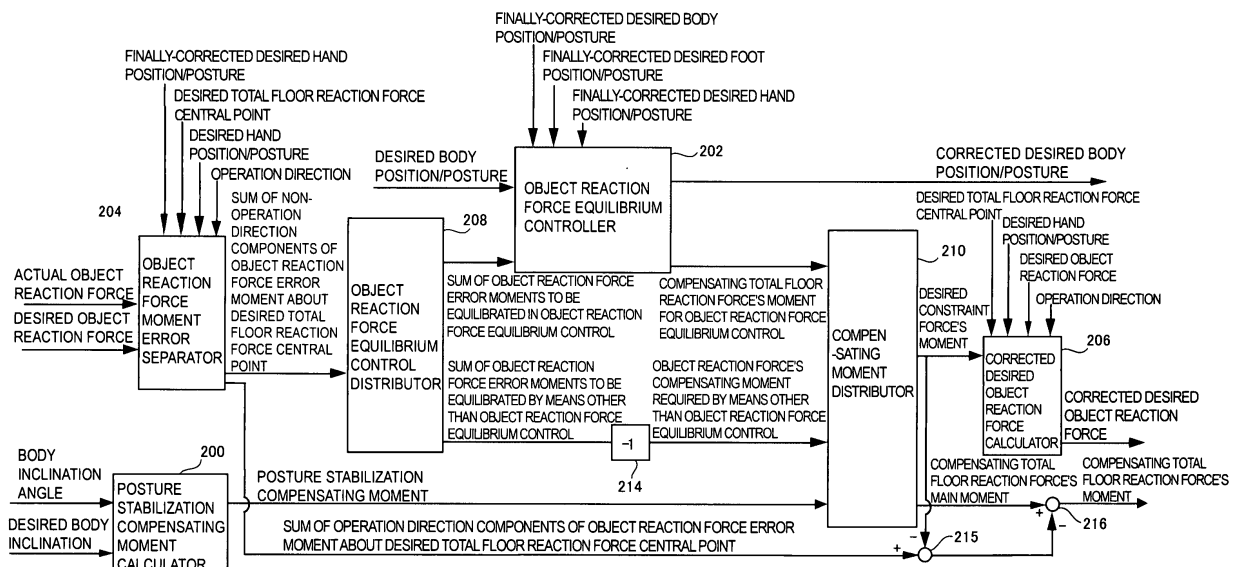 FINALLY-CORRECTED DESIRED BODY
POSITION/POSTURE
FINALLY-CORRECTED DESIRED FOOT
POSITION/POSTURE
FINALLY-CORRECTED DESIRED HAND
POSITION/POSTURE
FINALLY-CORRECTED DESIRED HAND
POSITION/POSTURE
DESIRED TOTAL FLOOR REACTION FORCE
CENTRAL POINT
DESIRED HAND
POSITION/POSTURE
OPERATION DIRECTION
204
ACTUAL OBJECT
REACTION FORCE
DESIRED OBJECT
REACTION FORCE
OBJECT
REACTION
FORCE
MOMENT
ERROR
SEPARATOR
SUM OF NON-
OPERATION
DIRECTION
COMPONENTS OF
OBJECT REACTION
FORCE ERROR
MOMENT ABOUT
DESIRED TOTAL
FLOOR REACTION
FORCE CENTRAL
POINT
208
OBJECT
REACTION
FORCE
EQUILIBRIUM
CONTROL
DISTRIBUTOR
DESIRED BODY
POSITION/POSTURE
202
OBJECT REACTION
FORCE EQUILIBRIUM
CONTROLLER
CORRECTED DESIRED BODY
POSITION/POSTURE
SUM OF OBJECT REACTION FORCE
ERROR MOMENTS TO BE
EQUILIBRATED IN OBJECT REACTION
FORCE EQUILIBRIUM CONTROL
COMPENSATING TOTAL FLOOR
REACTION FORCE'S MOMENT
FOR OBJECT REACTION FORCE
EQUILIBRIUM CONTROL
SUM OF OBJECT REACTION
FORCE ERROR MOMENTS TO BE
EQUILIBRATED BY MEANS OTHER
THAN OBJECT REACTION FORCE
EQUILIBRIUM CONTROL
-1
214
OBJECT REACTION FORCE'S
COMPENSATING MOMENT
REQUIRED BY MEANS OTHER
THAN OBJECT REACTION FORCE
EQUILIBRIUM CONTROL
210
COMPEN
-SATING
MOMENT
DISTRIBUTOR
DESIRED
CONSTRAINT
FORCE'S
MOMENT
DESIRED TOTAL FLOOR REACTION FORCE
CENTRAL POINT
DESIRED HAND
POSITION/POSTURE
DESIRED OBJECT
REACTION FORCE
OPERATION DIRECTION
206
CORRECTED
DESIRED
OBJECT
REACTION
FORCE
CALCULATOR
CORRECTED DESIRED
OBJECT REACTION
FORCE
BODY
INCLINATION
ANGLE
DESIRED BODY
INCLINATION
200
POSTURE
STABILIZATION
COMPENSATING
MOMENT
CALCULATOR
POSTURE STABILIZATION
COMPENSATING MOMENT
SUM OF OPERATION DIRECTION COMPONENTS OF OBJECT REACTION FORCE ERROR
MOMENT ABOUT DESIRED TOTAL FLOOR REACTION FORCE CENTRAL POINT
COMPENSATING TOTAL
FLOOR REACTION FORCE'S
MAIN MOMENT
COMPENSATING TOTAL
FLOOR REACTION FORCE'S
MOMENT
+
-
216
+
-
215